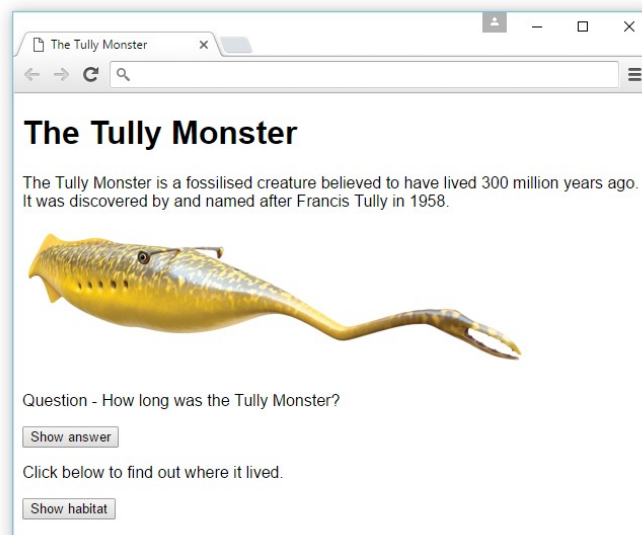 The Tully Monster
The Tully Monster
The Tully Monster is a fossilised creature believed to have lived 300 million years ago.
It was discovered by and named after Francis Tully in 1958.
Question - How long was the Tully Monster?
Show answer
Click below to find out where it lived.
Show habitat